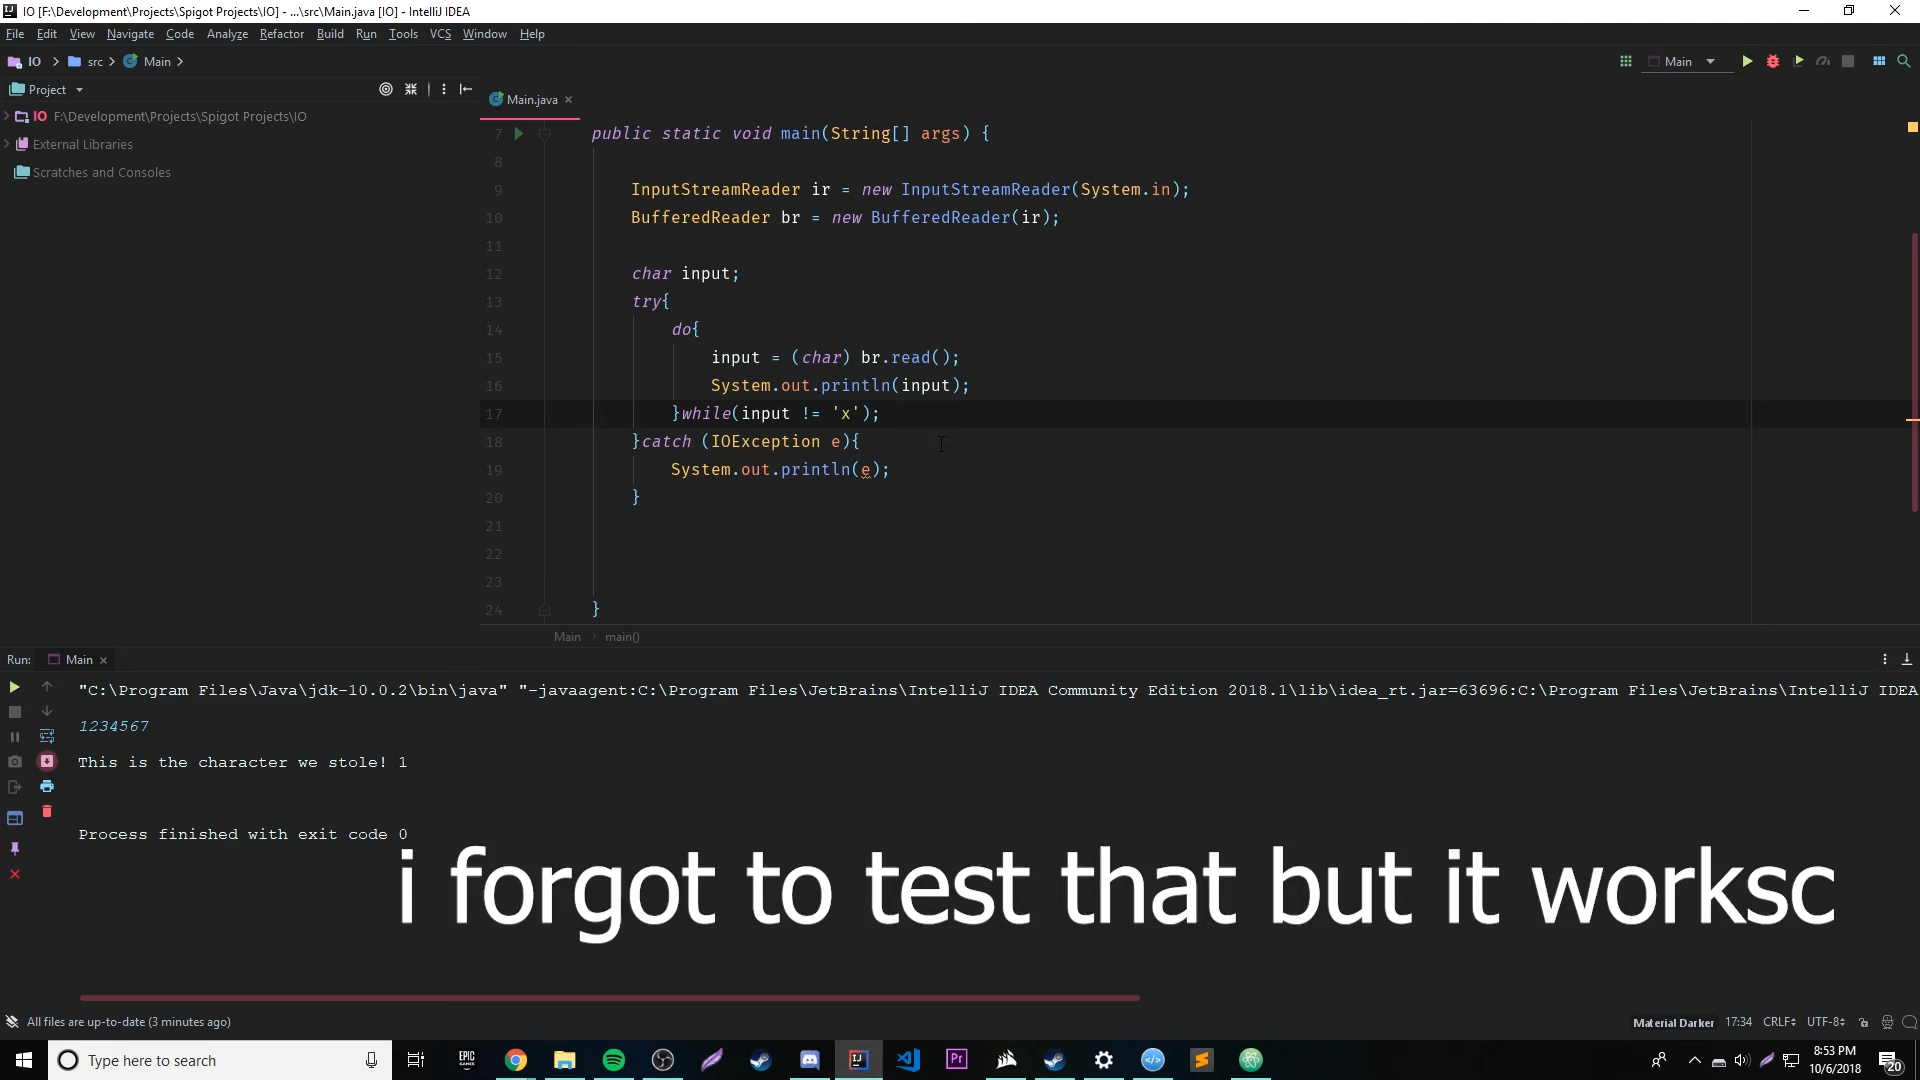 IO [F:\Development\Projects\Spigot Projects\IO] - ...\src\Main.java [IO] - IntelliJ IDEA
File Edit View Navigate Code Analyze Refactor Build Run Tools VCS Window Help
IO src Main
Main
Project
Main.java
IO F:\Development\Projects\Spigot Projects\IO
External Libraries
Scratches and Consoles
7 public static void main(String[] args) {
8
9 InputStreamReader ir = new InputStreamReader(System.in);
10 BufferedReader br = new BufferedReader(ir);
11
12 char input;
13 try{
14 do{
15 input = (char) br.read();
16 System.out.println(input);
17 }while(input != 'x');
18 }catch (IOException e){
19 System.out.println(e);
20 }
21
22
23
24 }
Main main()
Run: Main
"C:\Program Files\Java\jdk-10.0.2\bin\java" "-javaagent:C:\Program Files\JetBrains\IntelliJ IDEA Community Edition 2018.1\lib\idea_rt.jar=63696:C:\Program Files\JetBrains\IntelliJ IDEA
1234567
This is the character we stole! 1
Process finished with exit code 0
i forgot to test that but it worksc
All files are up-to-date (3 minutes ago)
Material Darker 17:34 CRLF UTF-8
Type here to search
EPIC GAMES
Pr
8:53 PM
10/6/2018
20